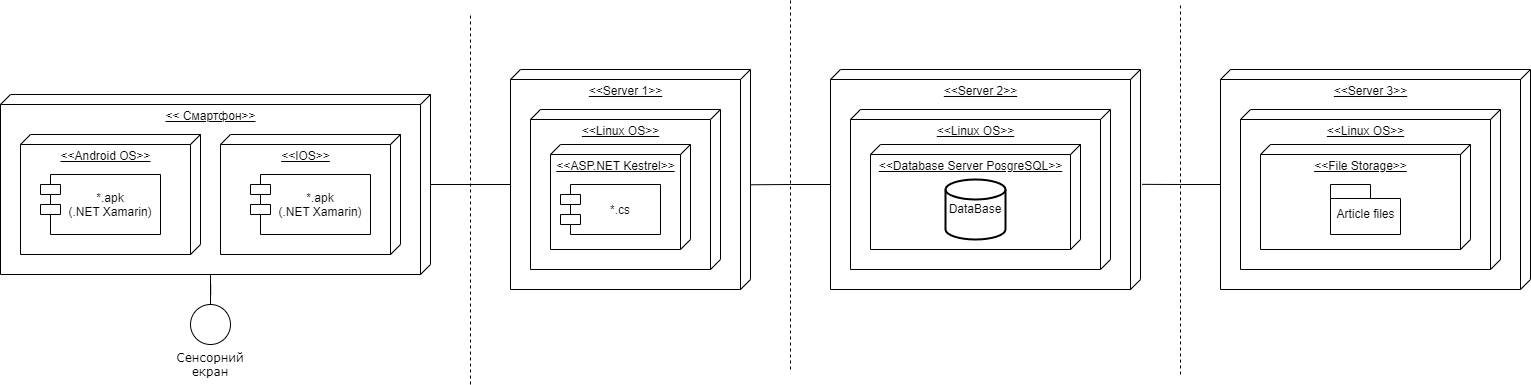 << Смартфон>>
<<Android OS>>
*.apk
(.NET Xamarin)
<<IOS>>
*.apk
(.NET Xamarin)
Сенсорний
екран
<<Server 1>>
<<Linux OS>>
<<ASP.NET Kestrel>>
*.cs
<<Server 2>>
<<Linux OS>>
<<Database Server PosgreSQL>>
DataBase
<<Server 3>>
<<Linux OS>>
<<File Storage>>
Article files